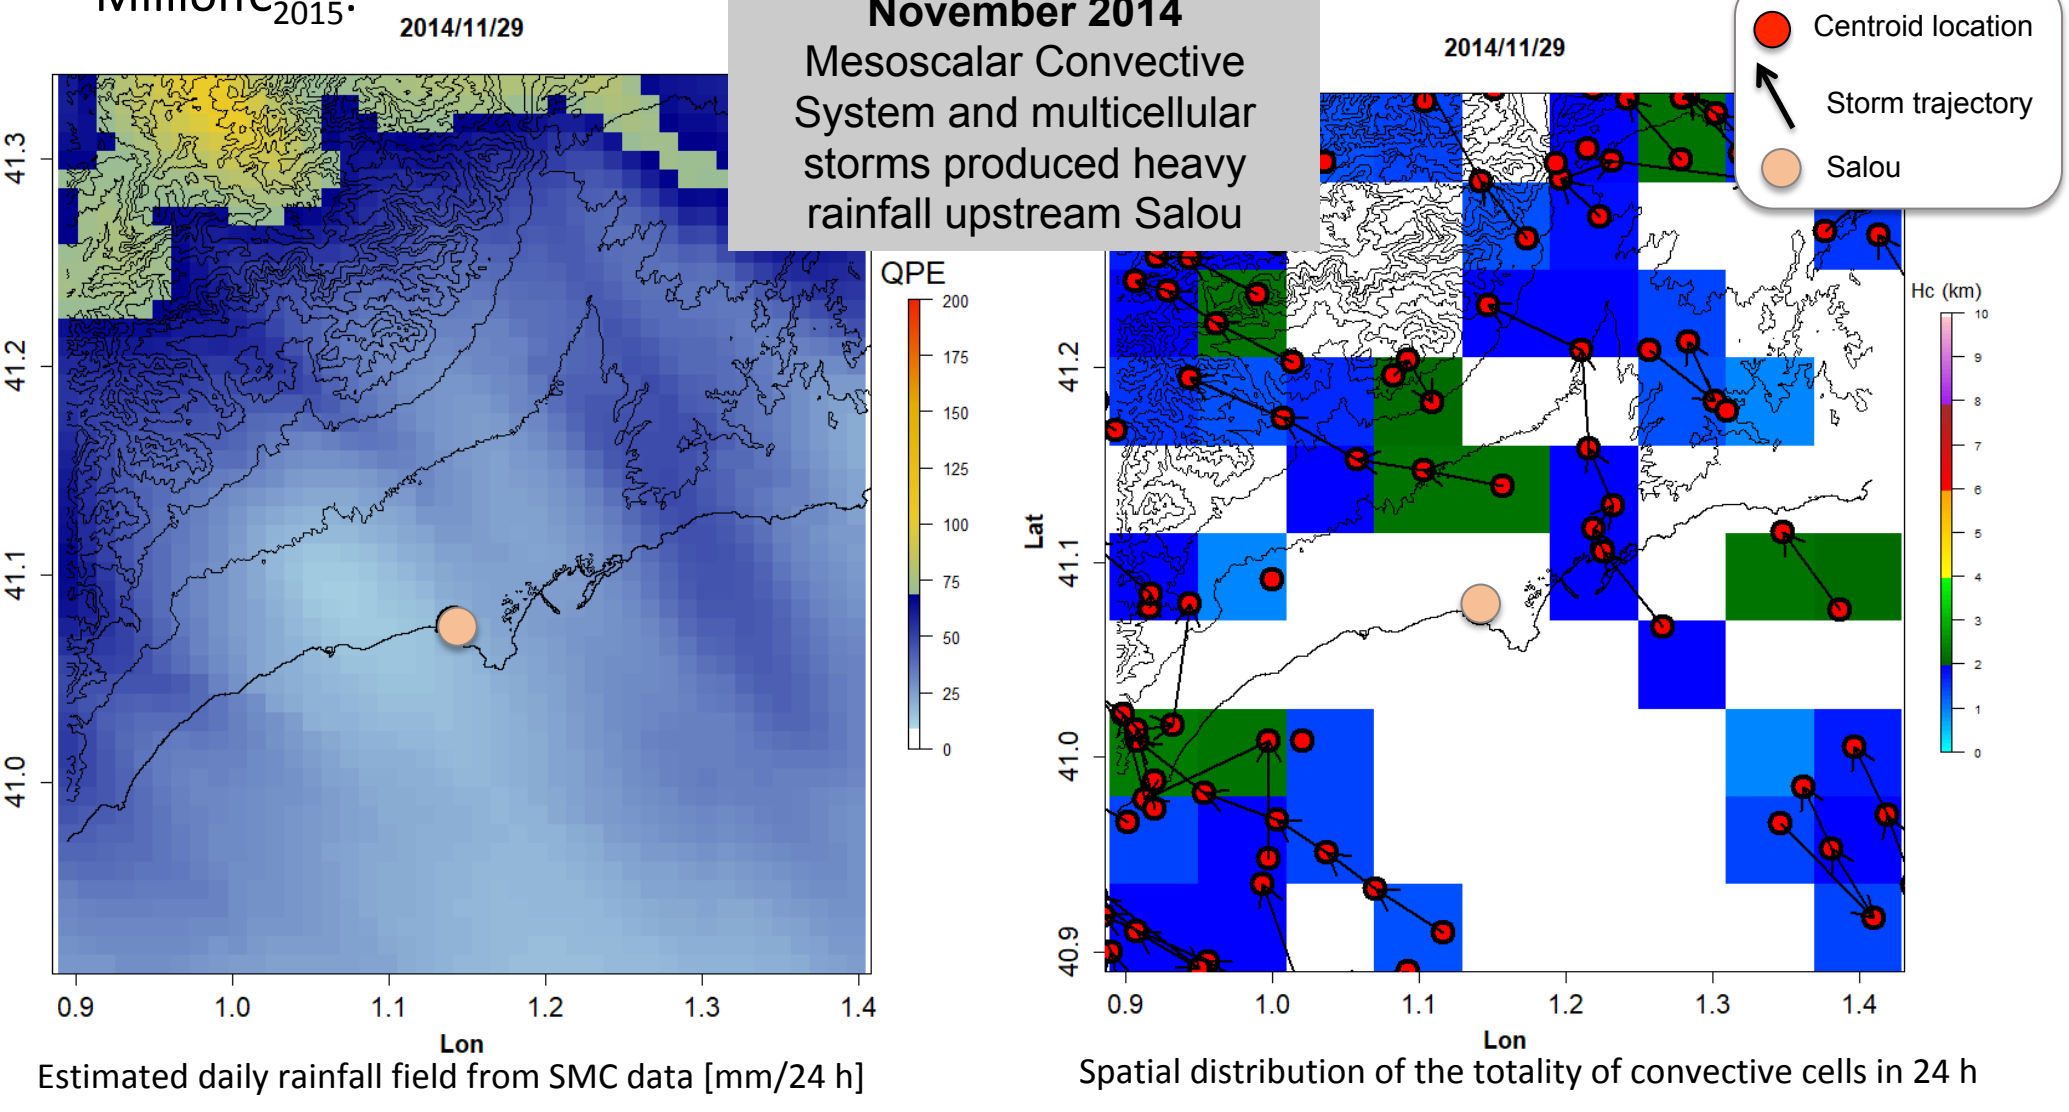 Million€2015.
2014/11/29
November 2014
Mesoscalar Convective
System and multicellular
storms produced heavy
rainfall upstream Salou
2014/11/29
Centroid location
Storm trajectory
Salou
41.3
41.2
41.1
41.0
0.9
1.0
1.1
1.2
1.3
1.4
Lon
QPE
200
175
150
125
100
75
50
25
0
Lat
41.2
41.1
41.0
40.9
0.9
1.0
1.1
1.2
1.3
1.4
Lon
Hc (km)
10
9
8
7
6
5
4
3
2
1
0
Estimated daily rainfall field from SMC data [mm/24 h]
Spatial distribution of the totality of convective cells in 24 h